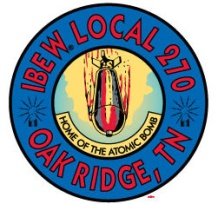 IBEW® LOCAL 270
HOME OF THE ATOMIC BOMB
OAK RIDGE, TN